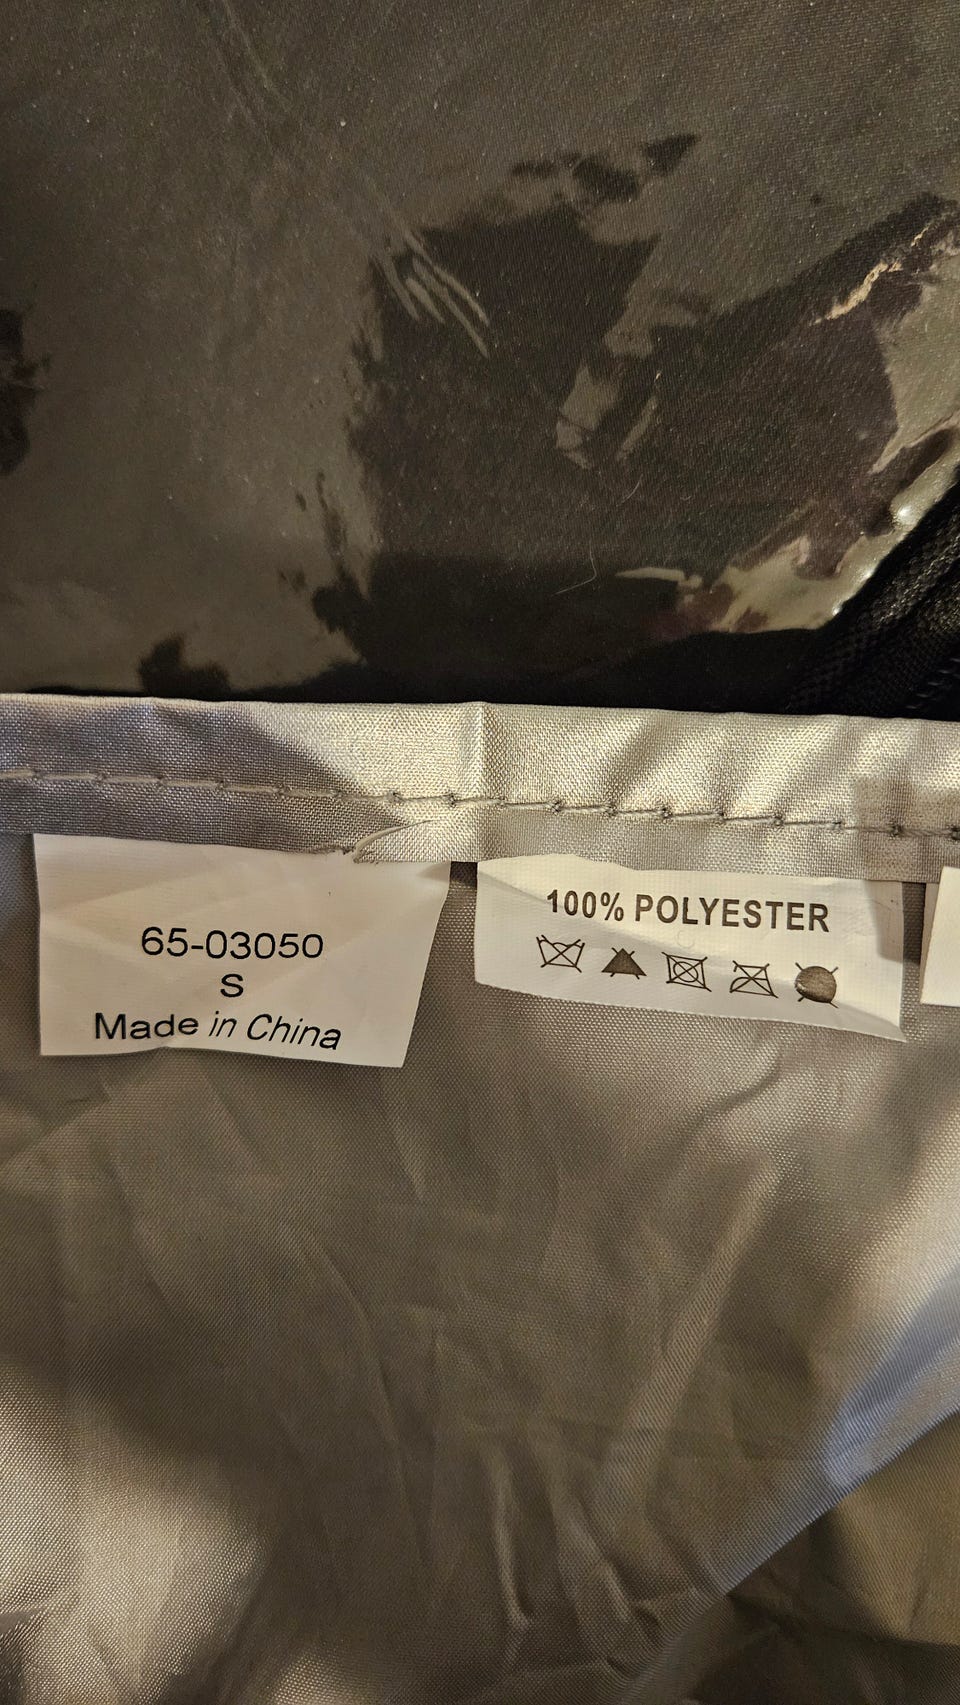 65-03050
S
Made in China
100% POLYESTER